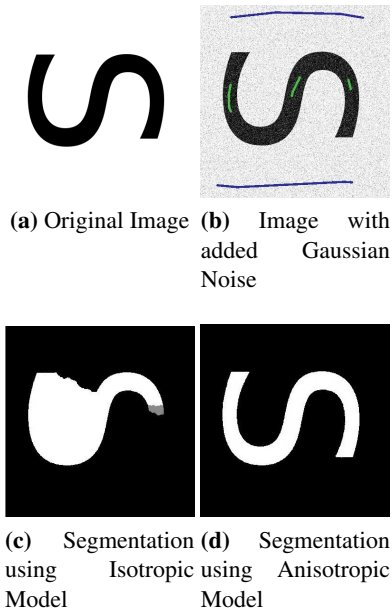 (a) Original Image
(b) Image with
added Gaussian
Noise
(c) Segmentation
using Isotropic
Model
(d) Segmentation
using Anisotropic
Model